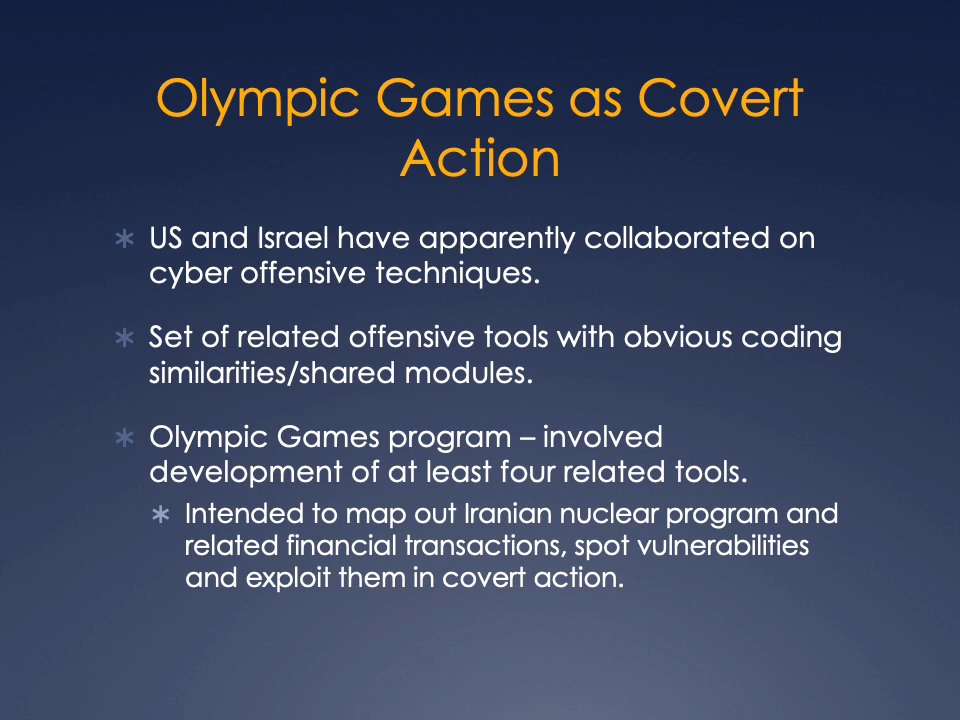 Olympic Games as Covert
Action
US and Israel have apparently collaborated on
cyber offensive techniques.
Set of related offensive tools with obvious coding
similarities/shared modules.
Olympic Games program – involved
development of at least four related tools.
Intended to map out Iranian nuclear program and
related financial transactions, spot vulnerabilities
and exploit them in covert action.